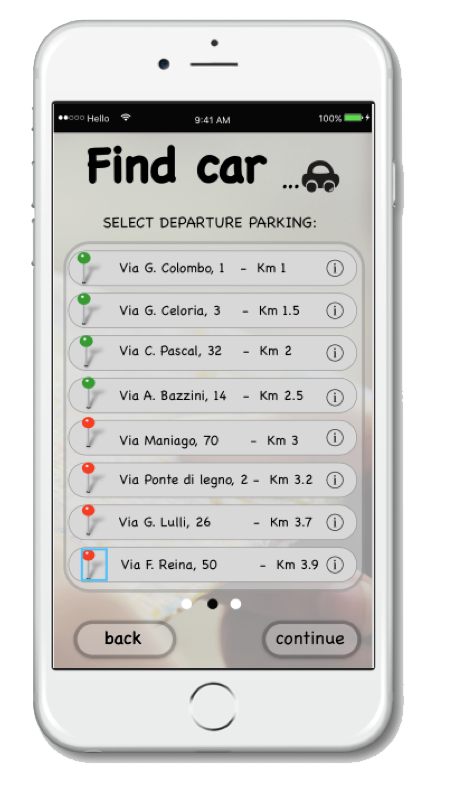 Hello 9:41 AM 100%
Find car ...
SELECT DEPARTURE PARKING:
Via G. Colombo, 1 - Km 1 i
Via G. Celoria, 3 - Km 1.5 i
Via C. Pascal, 32 - Km 2 i
Via A. Bazzini, 14 - Km 2.5 i
Via Maniago, 70 - Km 3 i
Via Ponte di legno, 2 - Km 3.2 i
Via G. Lulli, 26 - Km 3.7 i
Via F. Reina, 50 - Km 3.9 i
back continue